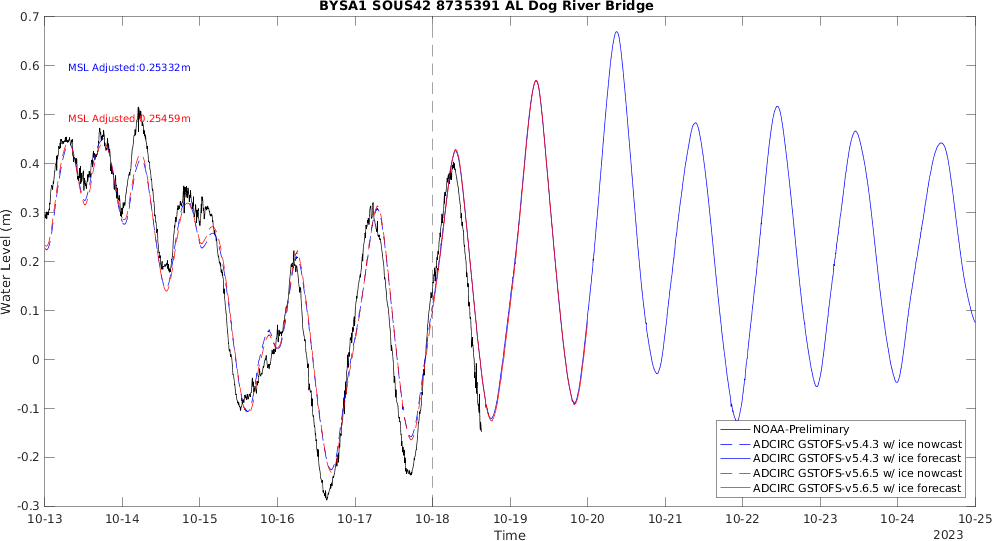 BYSA1 SOUS42 8735391 AL Dog River Bridge
0.7
0.6
0.5
0.4
0.3
0.2
0.1
0
-0.1
-0.2
-0.3
Water Level (m)
MSL Adjusted:0.25332m
MSL Adjusted:0.25459m
NOAA-Preliminary
ADCIRC GSTOFS-v5.4.3 w/ ice nowcast
ADCIRC GSTOFS-v5.4.3 w/ ice forecast
ADCIRC GSTOFS-v5.6.5 w/ ice nowcast
ADCIRC GSTOFS-v5.6.5 w/ ice forecast
10-13 10-14 10-15 10-16 10-17 10-18 10-19 10-20 10-21 10-22 10-23 10-24 10-25
Time
2023